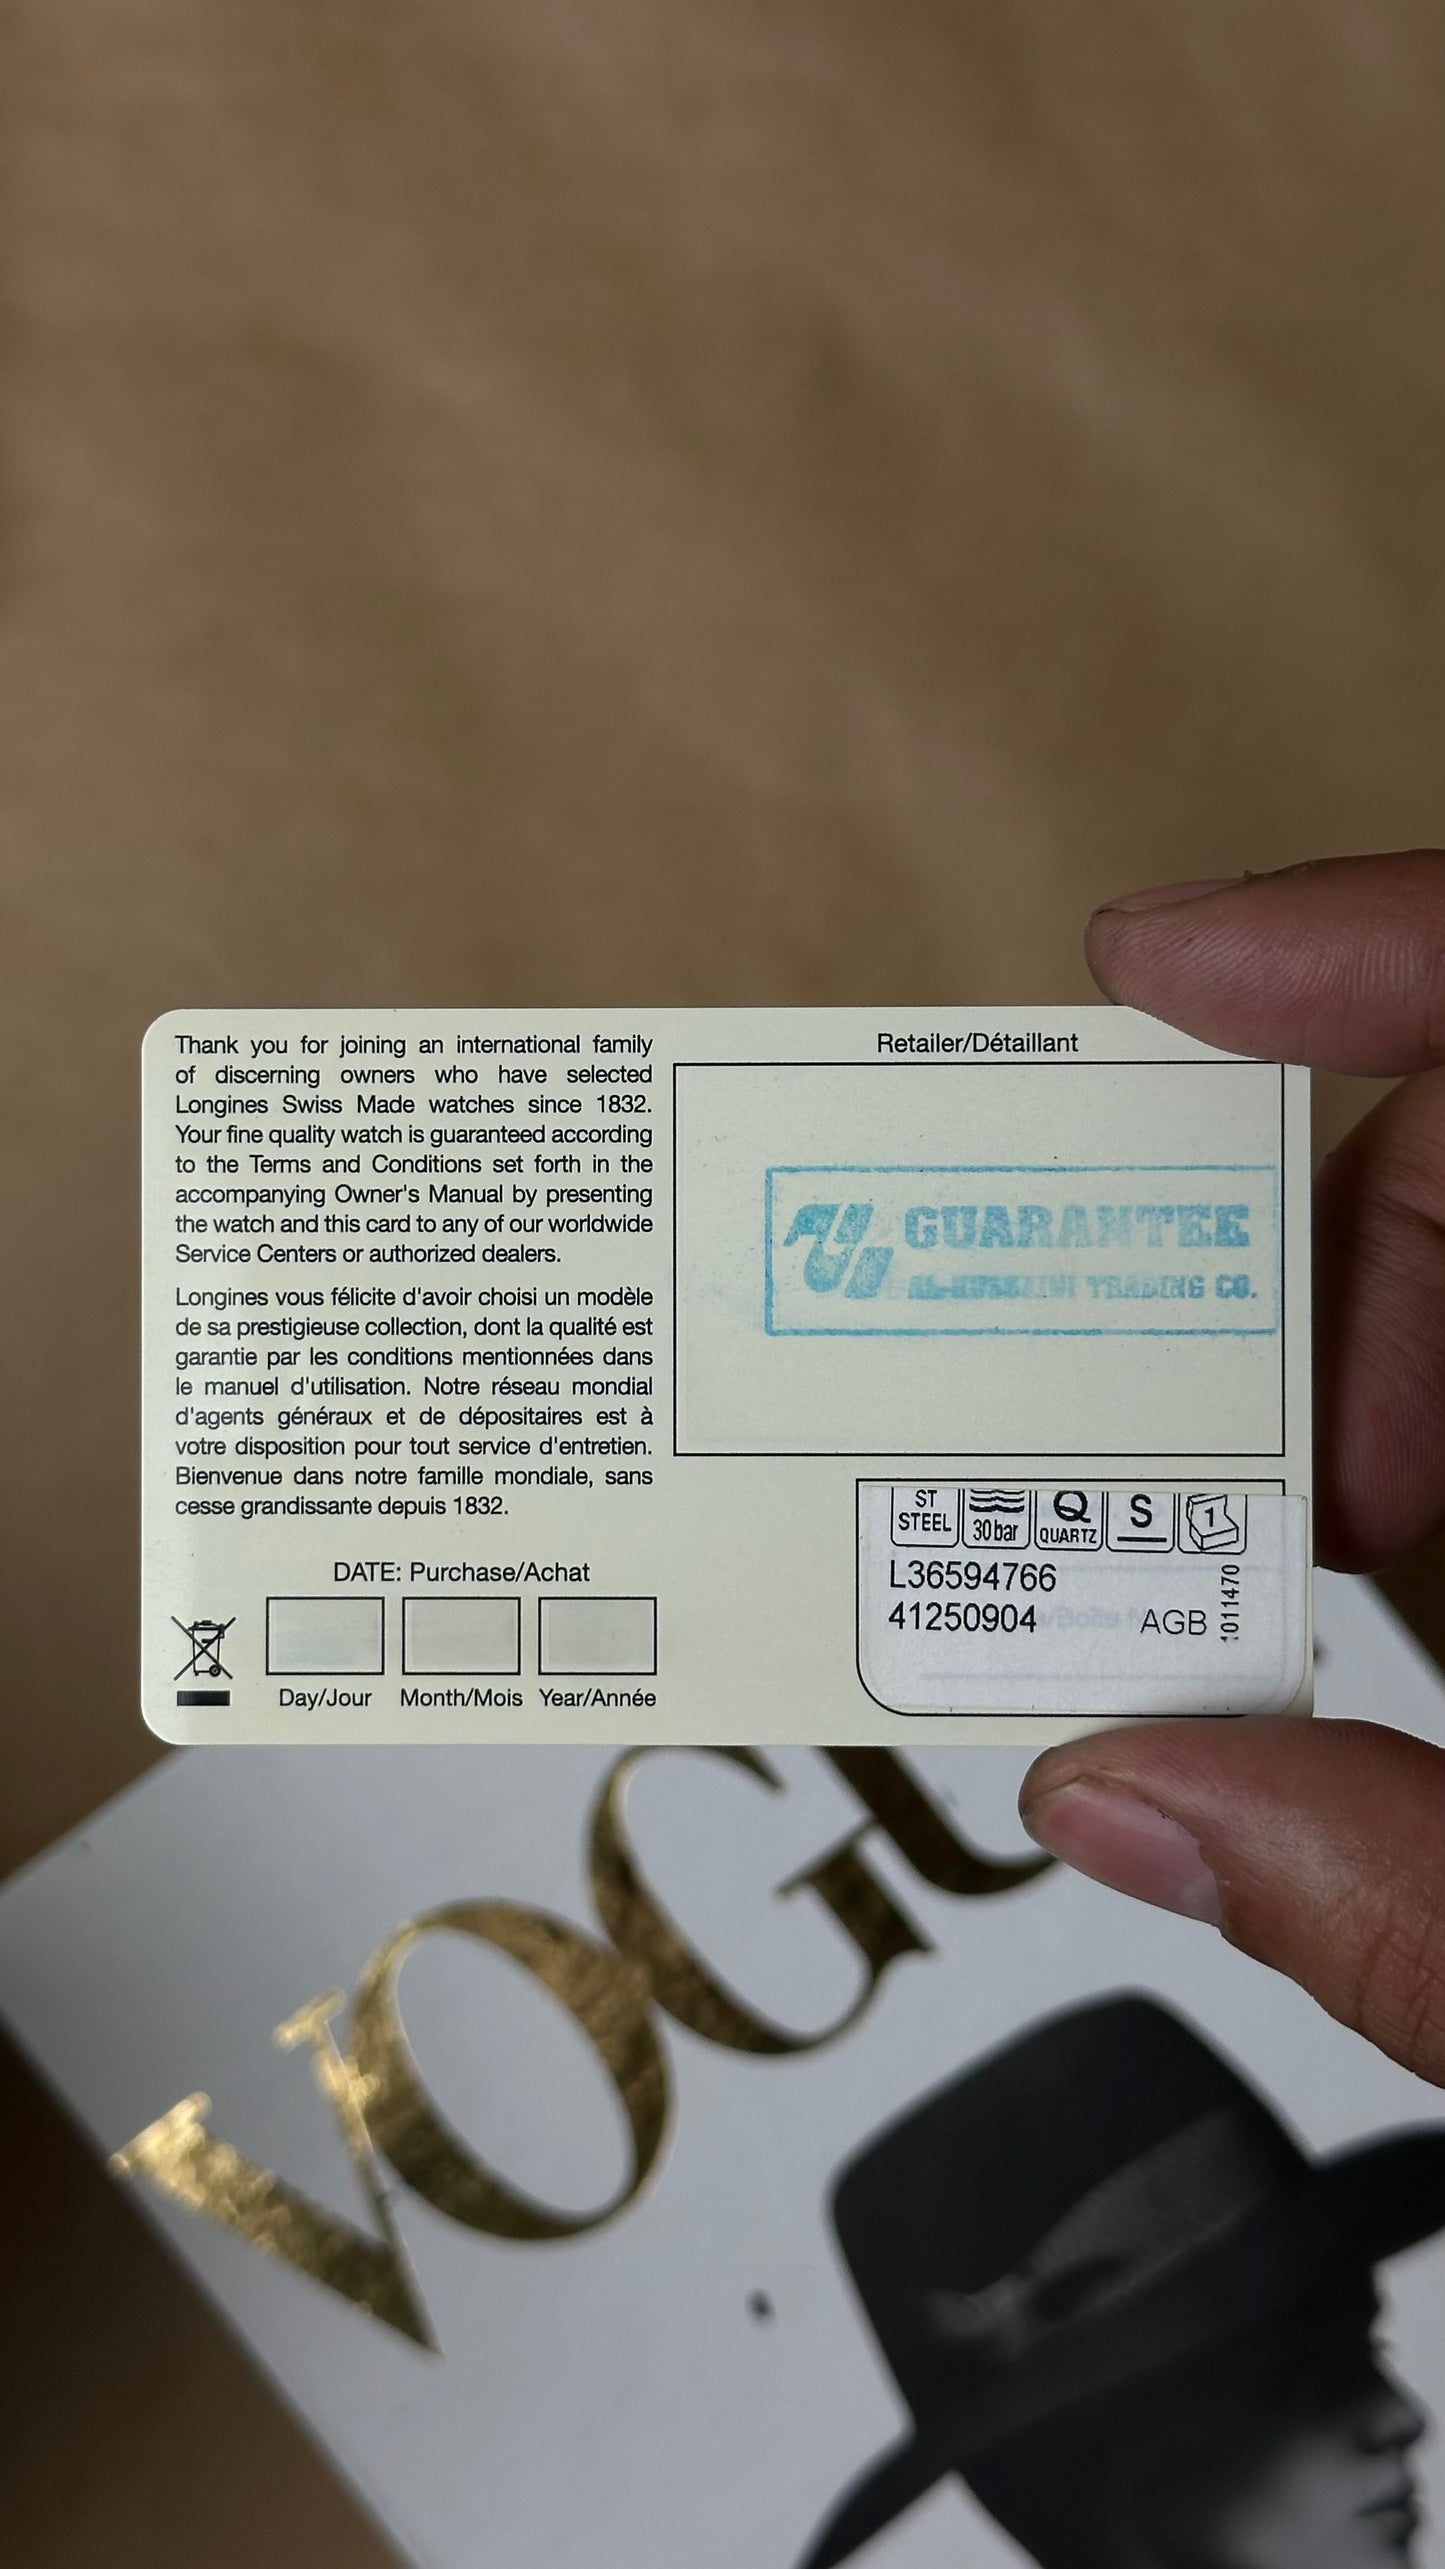 Thank you for joining an international family
of discerning owners who have selected
Longines Swiss Made watches since 1832.
Your fine quality watch is guaranteed according
to the Terms and Conditions set forth in the
accompanying Owner's Manual by presenting
the watch and this card to any of our worldwide
Service Centers or authorized dealers.
Longines vous félicite d'avoir choisi un modèle
de sa prestigieuse collection, dont la qualité est
garantie par les conditions mentionnées dans
le manuel d'utilisation. Notre réseau mondial
d'agents généraux et de dépositaires est à
votre disposition pour tout service d'entretien.
Bienvenue dans notre famille mondiale, sans
cesse grandissante depuis 1832.
DATE: Purchase/Achat
Day/Jour Month/Mois Year/Année
Retailer/Détaillant
GUARANTEE
TRADING CO.
ST
STEEL
30 bar
Q
QUARTZ
S
1
L36594766
41250904 AGB
1011470
VOGU